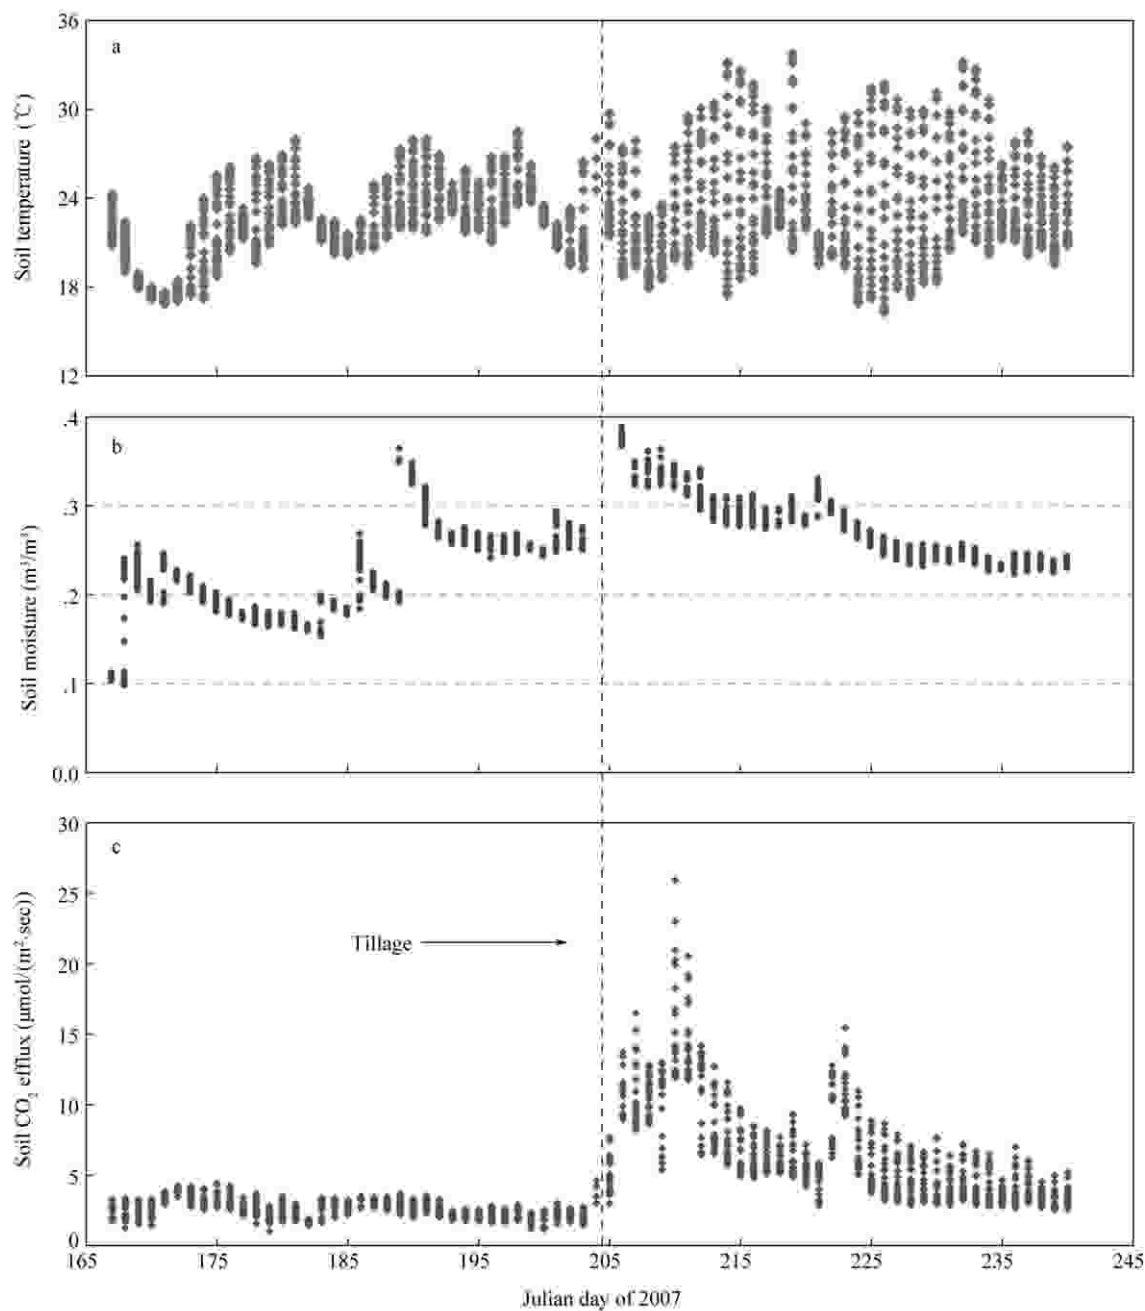 36
a
30
24
18
12
Soil temperature (℃)
.4
b
.3
.2
.1
0.0
Soil moisture (m³/m³)
30
c
25
Tillage
20
15
10
5
0
Soil CO₂ efflux (μmol/(m²·sec))
165 175 185 195 205 215 225 235 245
Julian day of 2007